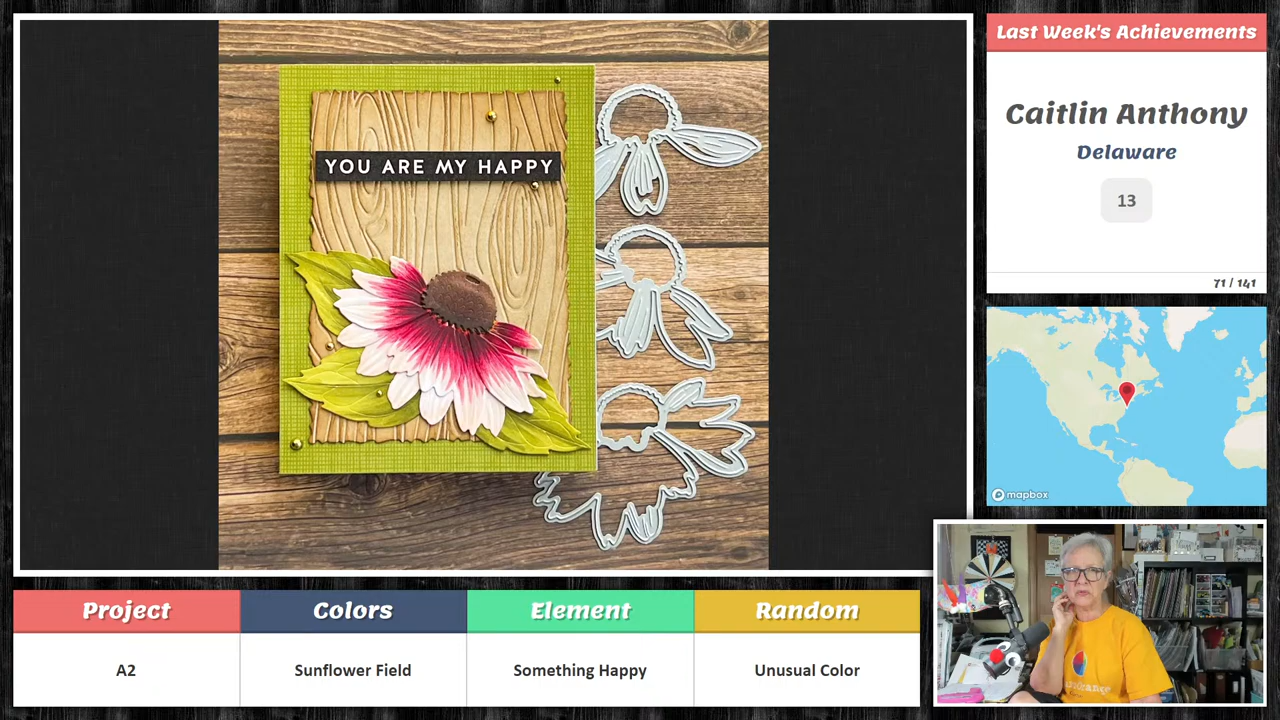 Last Week's Achievements
Caitlin Anthony
Delaware
13
71 / 141
YOU ARE MY HAPPY
mapbox
Project
Colors
Element
Random
A2
Sunflower Field
Something Happy
Unusual Color